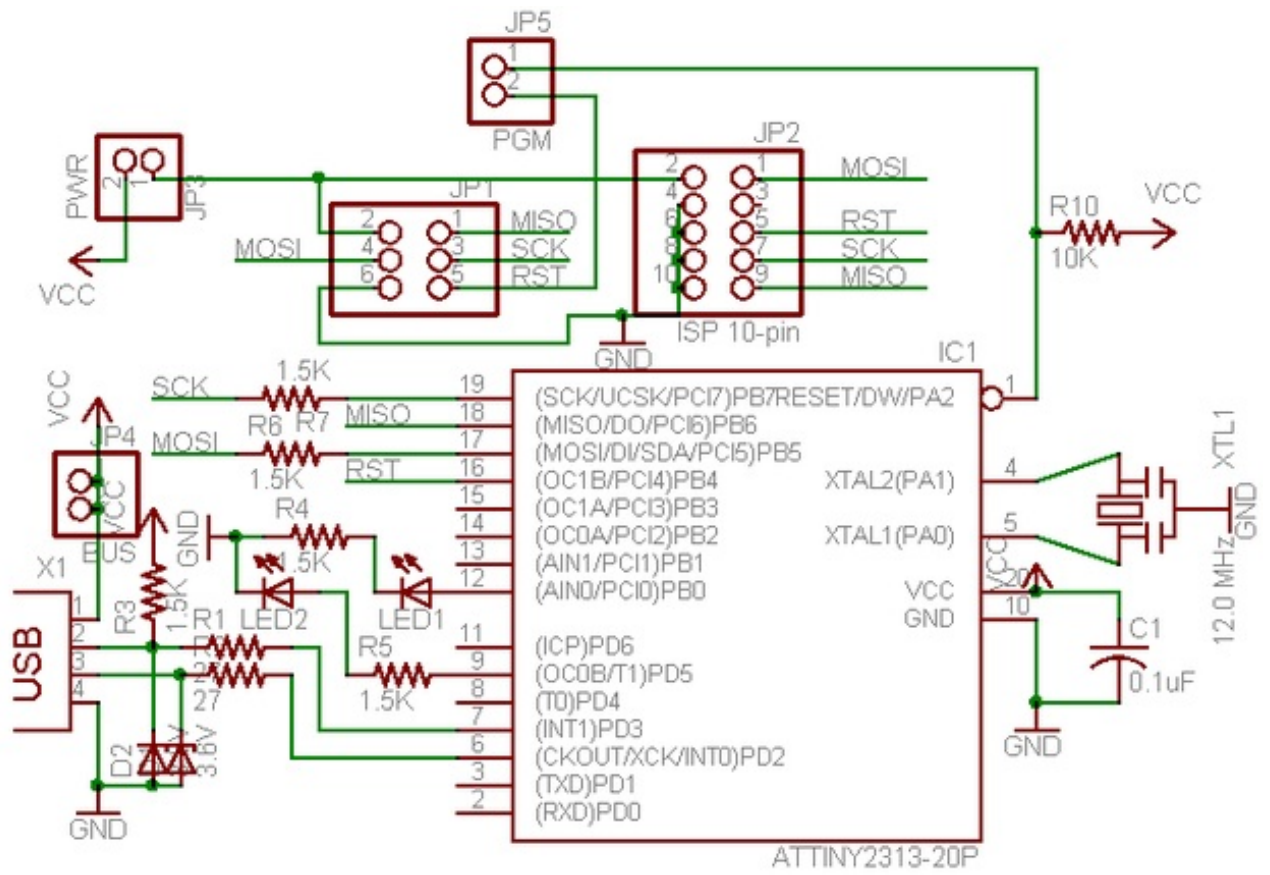 JP5
1
2
PGM
PWR
2
1
JP3
VCC
JP1
2
1
MISO
MOSI
4
3
SCK
6
5
RST
JP2
2
1
MOSI
4
3
6
5
RST
8
7
SCK
10
9
MISO
ISP 10-pin
GND
R10
10K
VCC
IC1
VCC
JP4
VCC
BUS
SCK
1.5K
R6
R7
MISO
MOSI
1.5K
RST
GND
R4
1.5K
LED2
LED1
R5
1.5K
19
(SCK/UCSK/PCI7)PB7
RESET/DW/PA2
1
18
(MISO/DO/PCI6)PB6
17
(MOSI/DI/SDA/PCI5)PB5
16
(OC1B/PCI4)PB4
XTAL2(PA1)
4
15
(OC1A/PCI3)PB3
14
(OC0A/PCI2)PB2
XTAL1(PA0)
5
13
(AIN1/PCI1)PB1
12
(AIN0/PCI0)PB0
VCC
20
GND
10
11
(ICP)PD6
9
(OC0B/T1)PD5
8
(T0)PD4
7
(INT1)PD3
6
(CKOUT/XCK/INT0)PD2
3
(TXD)PD1
2
(RXD)PD0
ATTINY2313-20P
XTL1
12.0 MHz
GND
VCC
C1
0.1uF
GND
X1
USB
1
2
3
4
R3
1.5K
R1
27
D2
3.6V
GND